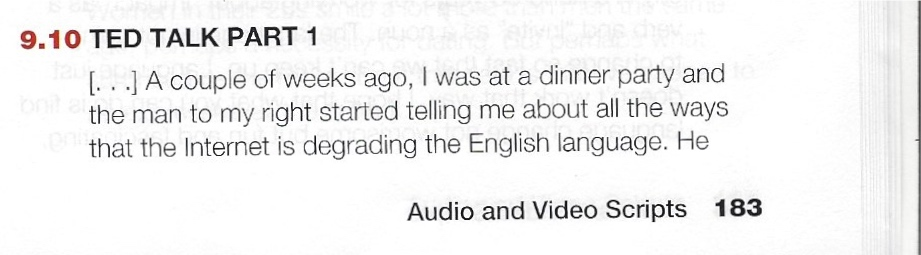 9.10 TED TALK PART 1
[. . .] A couple of weeks ago, I was at a dinner party and
the man to my right started telling me about all the ways
that the Internet is degrading the English language. He
Audio and Video Scripts 183